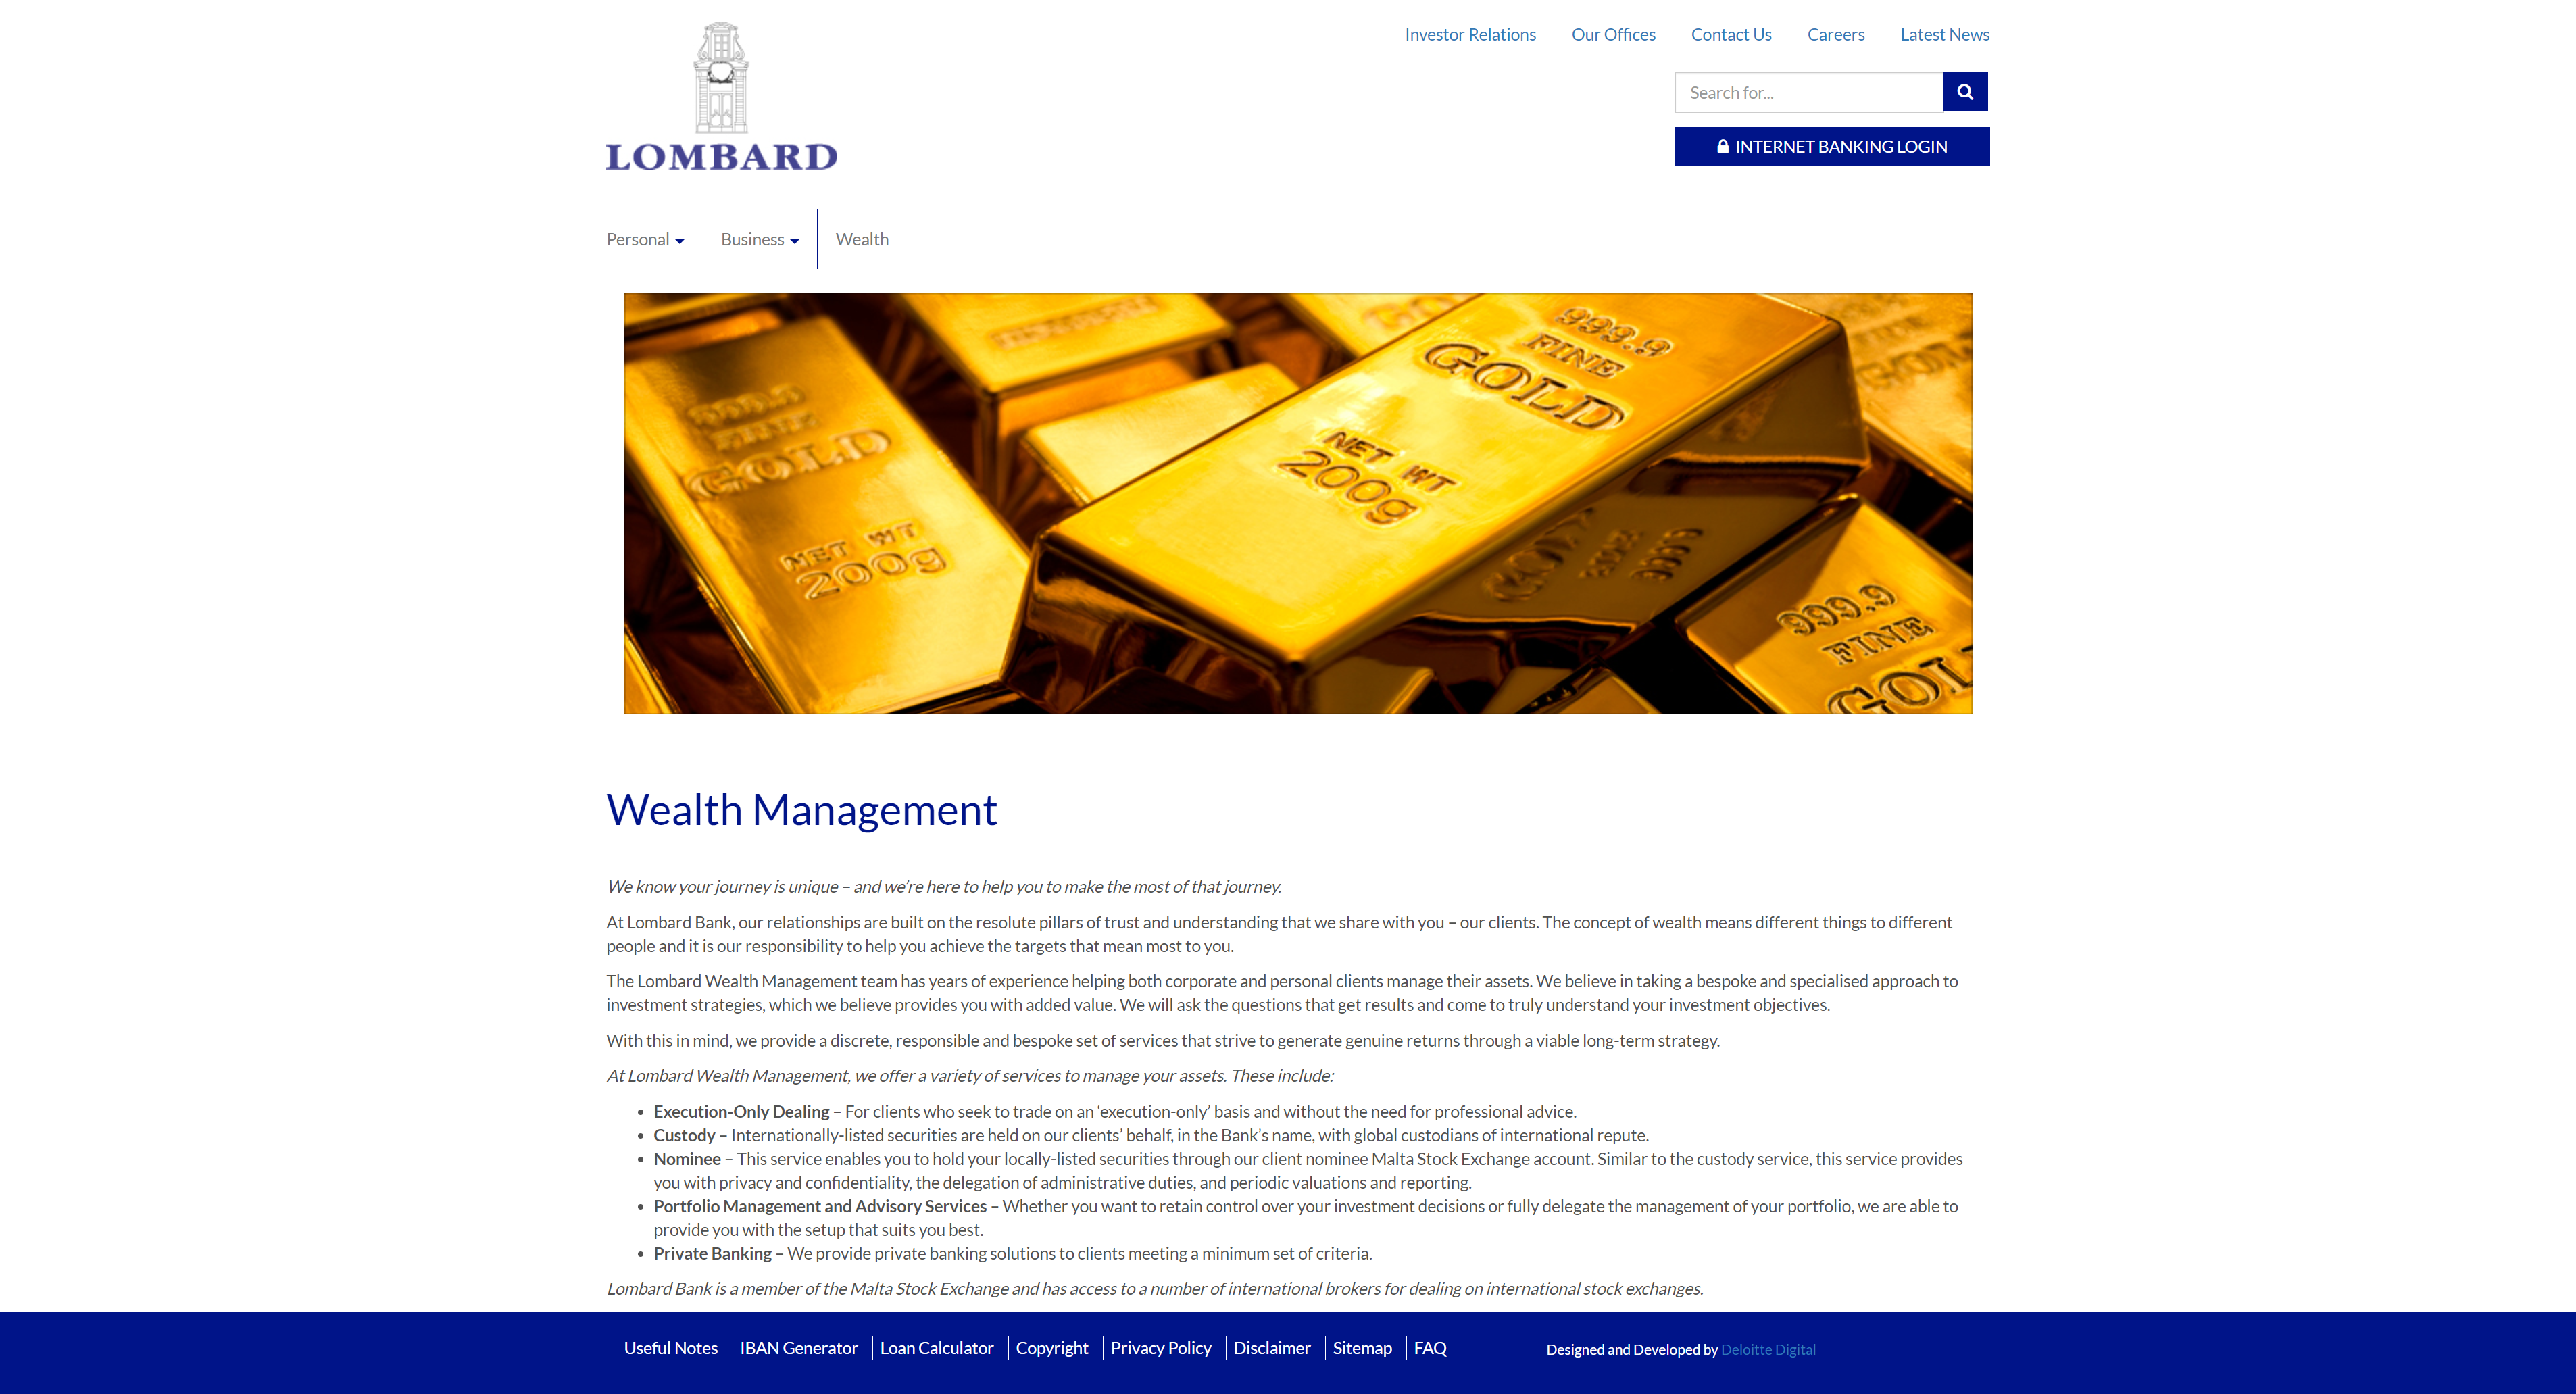 Investor Relations Our Offices Contact Us Careers Latest News
LOMBARD
Search for...
INTERNET BANKING LOGIN
Personal Business Wealth
999.9
FINE
GOLD
NET WT
200g
999.9
FINE
GOLD
NET WT
200g
999.9
FINE
GOLD
Wealth Management
We know your journey is unique – and we’re here to help you to make the most of that journey.
At Lombard Bank, our relationships are built on the resolute pillars of trust and understanding that we share with you – our clients. The concept of wealth means different things to different
people and it is our responsibility to help you achieve the targets that mean most to you.
The Lombard Wealth Management team has years of experience helping both corporate and personal clients manage their assets. We believe in taking a bespoke and specialised approach to
investment strategies, which we believe provides you with added value. We will ask the questions that get results and come to truly understand your investment objectives.
With this in mind, we provide a discrete, responsible and bespoke set of services that strive to generate genuine returns through a viable long-term strategy.
At Lombard Wealth Management, we offer a variety of services to manage your assets. These include:
• Execution-Only Dealing – For clients who seek to trade on an ‘execution-only’ basis and without the need for professional advice.
• Custody – Internationally-listed securities are held on our clients’ behalf, in the Bank’s name, with global custodians of international repute.
• Nominee – This service enables you to hold your locally-listed securities through our client nominee Malta Stock Exchange account. Similar to the custody service, this service provides
you with privacy and confidentiality, the delegation of administrative duties, and periodic valuations and reporting.
• Portfolio Management and Advisory Services – Whether you want to retain control over your investment decisions or fully delegate the management of your portfolio, we are able to
provide you with the setup that suits you best.
• Private Banking – We provide private banking solutions to clients meeting a minimum set of criteria.
Lombard Bank is a member of the Malta Stock Exchange and has access to a number of international brokers for dealing on international stock exchanges.
Useful Notes IBAN Generator Loan Calculator Copyright Privacy Policy Disclaimer Sitemap FAQ Designed and Developed by Deloitte Digital